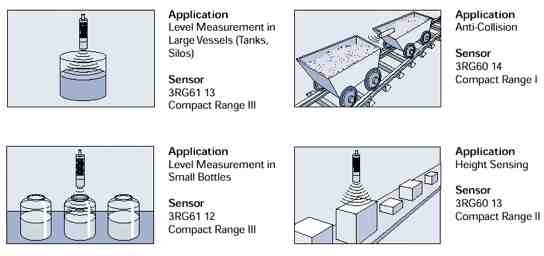 Application
Level Measurement in
Large Vessels (Tanks,
Silos)
Sensor
3RG61 13
Compact Range III
Application
Anti-Collision
Sensor
3RG60 14
Compact Range I
Application
Level Measurement in
Small Bottles
Sensor
3RG61 12
Compact Range III
Application
Height Sensing
Sensor
3RG60 13
Compact Range II